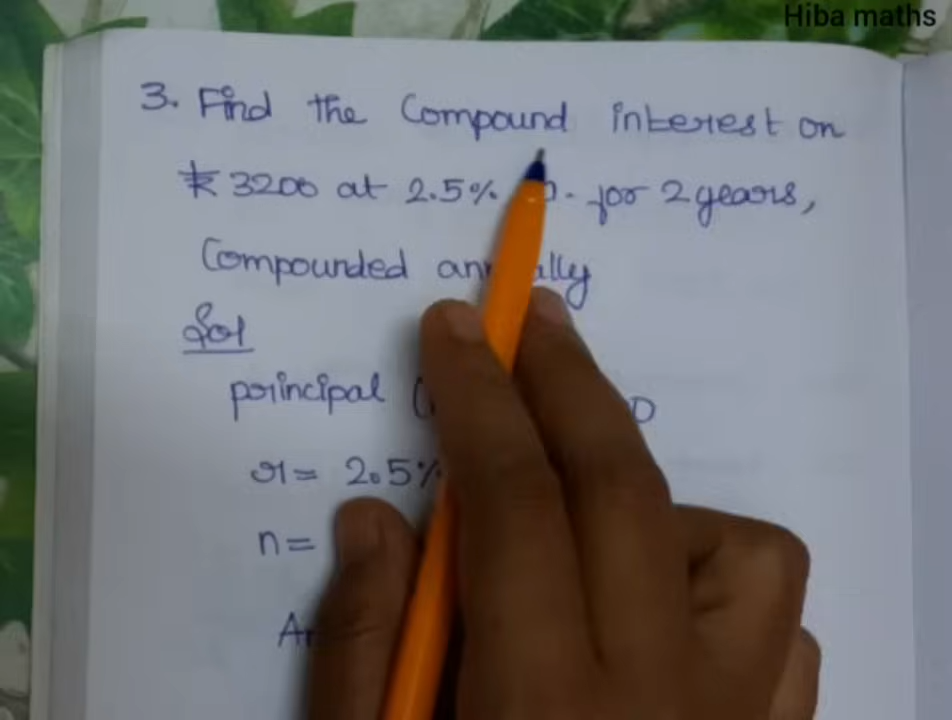 Hiba maths
3. Find the Compound interest on
₹ 3200 at 2.5% for 2 years,
Compounded
Sol
principal
r = 2.5%
n =